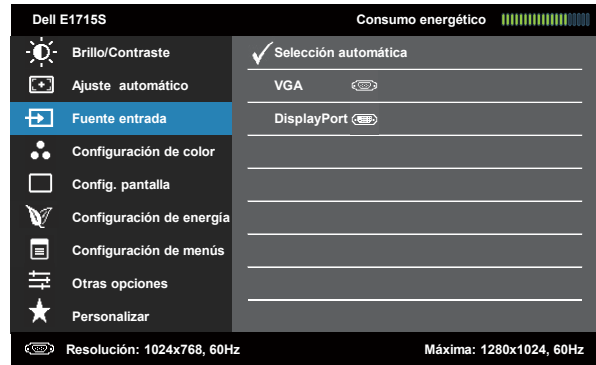 Dell E1715S Consumo energético
Brillo/Contraste Selección automática
Ajuste automático VGA
Fuente entrada DisplayPort
Configuración de color
Config. pantalla
Configuración de energía
Configuración de menús
Otras opciones
Personalizar
Resolución: 1024x768, 60Hz Máxima: 1280x1024, 60Hz